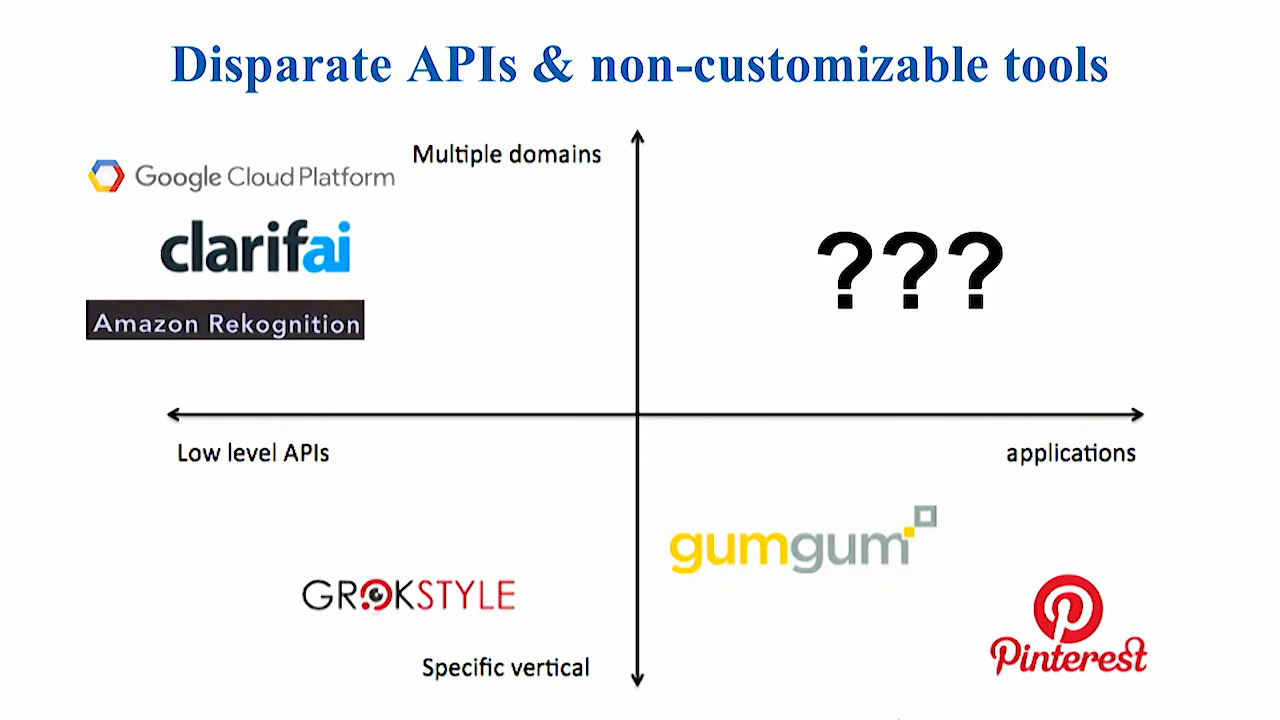 Disparate APIs & non-customizable tools
Multiple domains
Google Cloud Platform
clarifai
Amazon Rekognition
???
Low level APIs
applications
gumgum
GROKSTYLE
Pinterest
Specific vertical